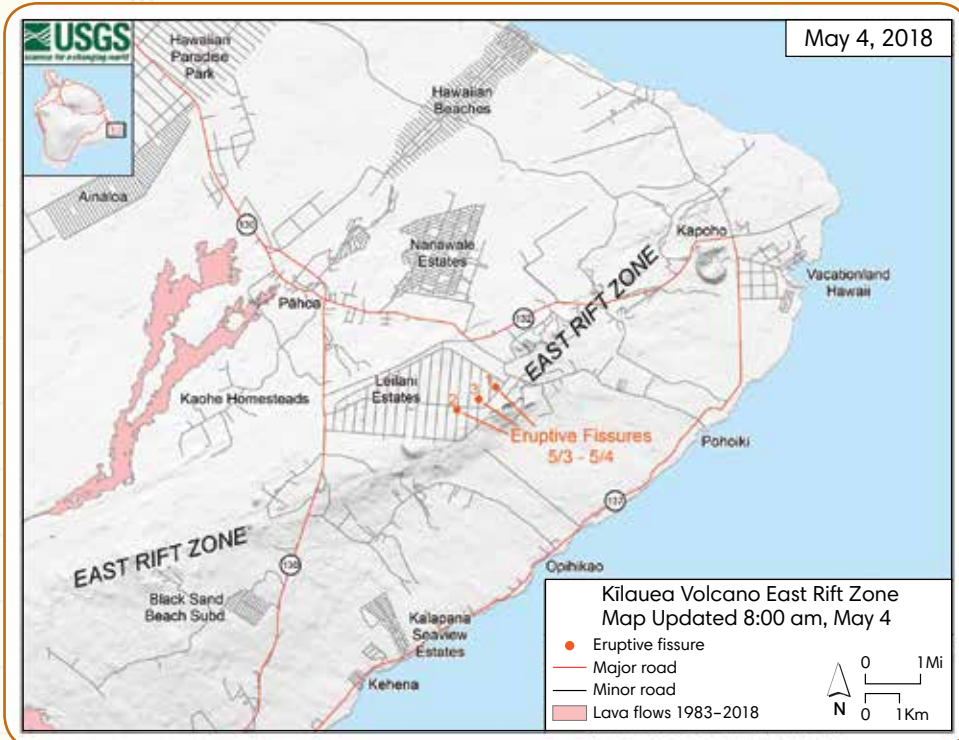 USGS
science for a changing world
May 4, 2018
Hawaiian
Paradise
Park
Hawaiian
Beaches
Ainaloa
130
Nanawale
Estates
Kapoho
Vacationland
Hawaii
Pāhoa
132
EAST RIFT ZONE
Leilani
Estates
Kaohe Homesteads
1
3
2
Eruptive Fissures
5/3 - 5/4
Pohoiki
137
EAST RIFT ZONE
130
Opihikao
Black Sand
Beach Subd.
Kalapana
Seaview
Estates
Kehena
Kīlauea Volcano East Rift Zone
Map Updated 8:00 am, May 4
Eruptive fissure
Major road
Minor road
Lava flows 1983–2018
N
0 1Mi
0 1Km